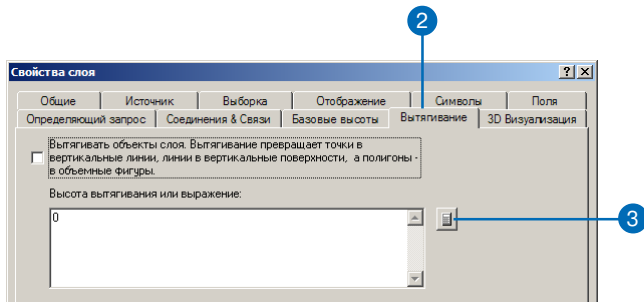 2
Свойства слоя
Общие Источник Выборка Отображение Символы Поля
Определяющий запрос Соединения & Связи Базовые высоты Вытягивание 3D Визуализация
Вытягивать объекты слоя. Вытягивание превращает точки в
вертикальные линии, линии в вертикальные поверхности, а полигоны -
в объемные фигуры.
Высота вытягивания или выражение:
0
3